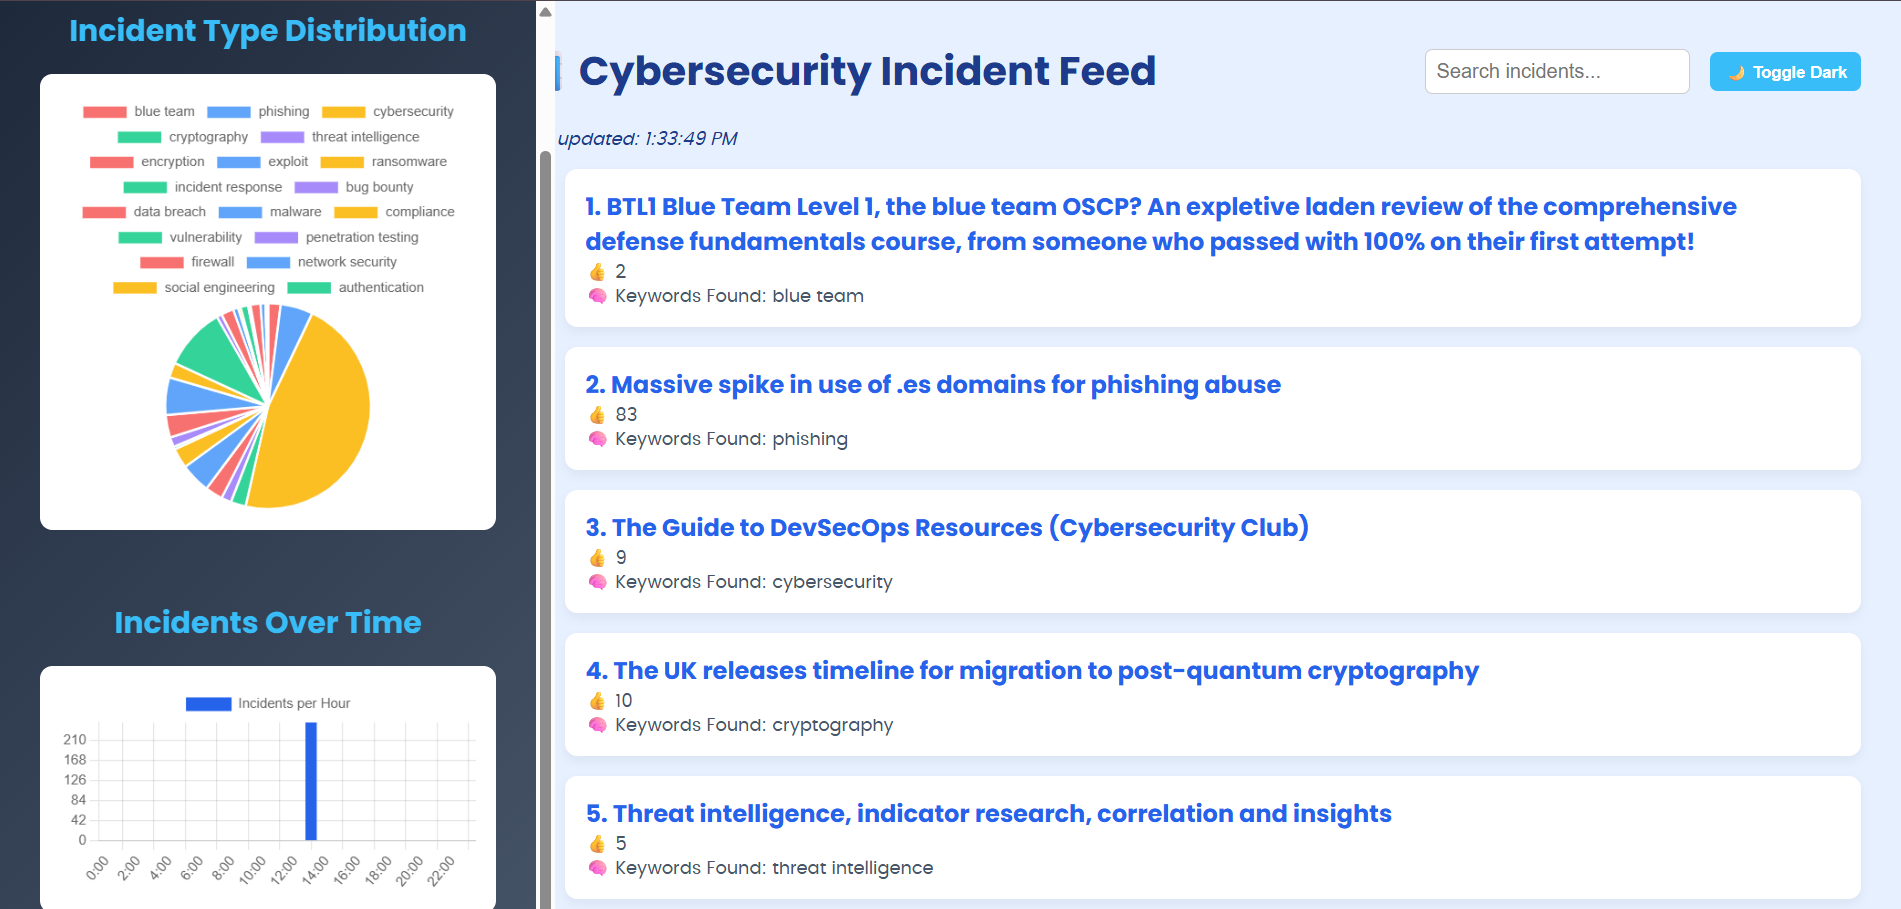 Incident Type Distribution
blue team phishing cybersecurity
cryptography threat intelligence
encryption exploit ransomware
incident response bug bounty
data breach malware compliance
vulnerability penetration testing
firewall network security
social engineering authentication
Incidents Over Time
Incidents per Hour
210
168
126
84
42
0
0:00 2:00 4:00 6:00 8:00 10:00 12:00 14:00 16:00 18:00 20:00 22:00
Cybersecurity Incident Feed
Search incidents...
Toggle Dark
updated: 1:33:49 PM
1. BTL1 Blue Team Level 1, the blue team OSCP? An expletive laden review of the comprehensive
defense fundamentals course, from someone who passed with 100% on their first attempt!
2
Keywords Found: blue team
2. Massive spike in use of .es domains for phishing abuse
83
Keywords Found: phishing
3. The Guide to DevSecOps Resources (Cybersecurity Club)
9
Keywords Found: cybersecurity
4. The UK releases timeline for migration to post-quantum cryptography
10
Keywords Found: cryptography
5. Threat intelligence, indicator research, correlation and insights
5
Keywords Found: threat intelligence